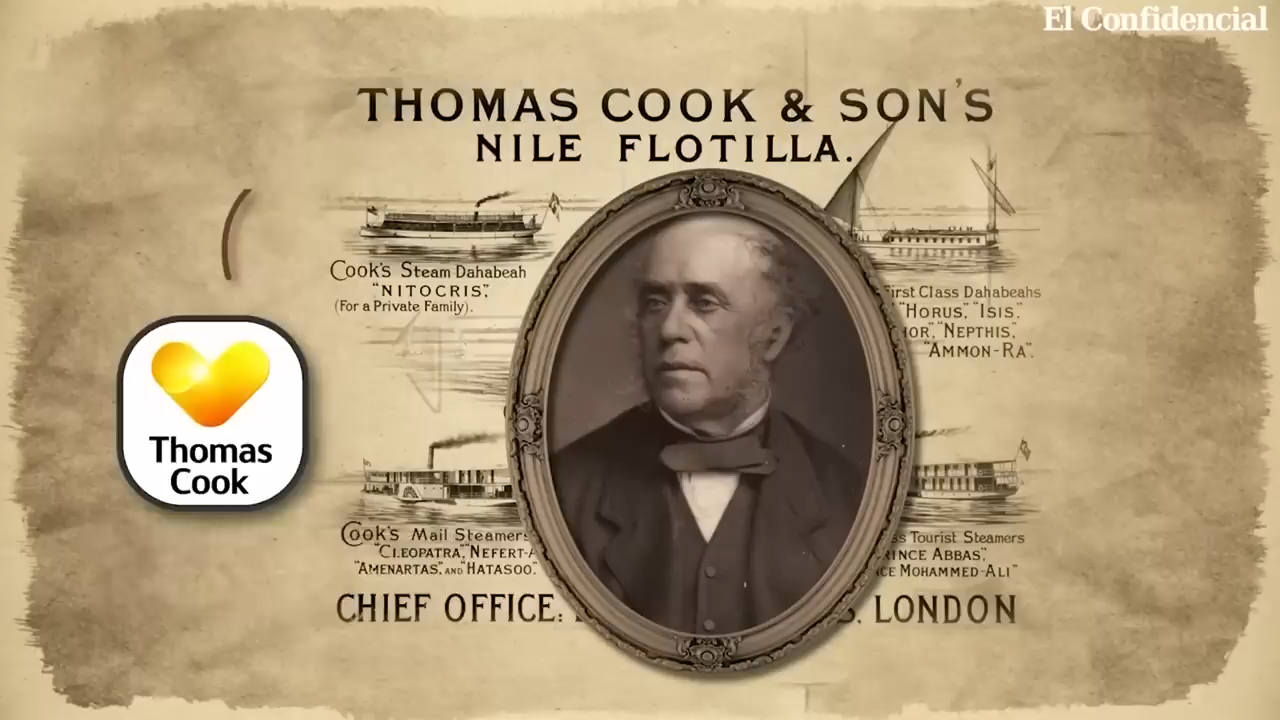 El Confidencial
THOMAS COOK & SON'S
NILE FLOTILLA.
Cook's Steam Dahabeah
"NITOCRIS",
(For a Private Family).
First Class Dahabeahs
"HORUS," "ISIS,"
"NEPTHIS,"
"AMMON-RA".
Thomas
Cook
Cook's Mail Steamers
"CLEOPATRA," "NEFERT-A
"AMENARTAS," AND "HATASOO."
Tourist Steamers
PRINCE ABBAS,"
MOHAMMED-ALI"
CHIEF OFFICE:
LONDON